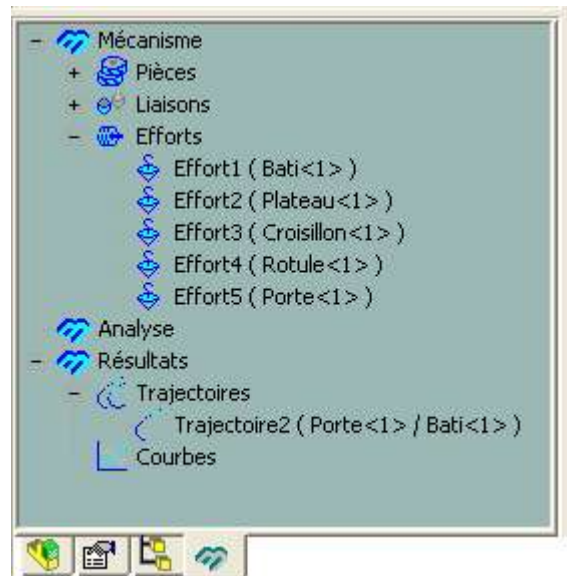 Mécanisme
Pièces
Liaisons
Efforts
Effort1 ( Bati<1> )
Effort2 ( Plateau<1> )
Effort3 ( Croisillon<1> )
Effort4 ( Rotule<1> )
Effort5 ( Porte<1> )
Analyse
Résultats
Trajectoires
Trajectoire2 ( Porte<1> / Bati<1> )
Courbes